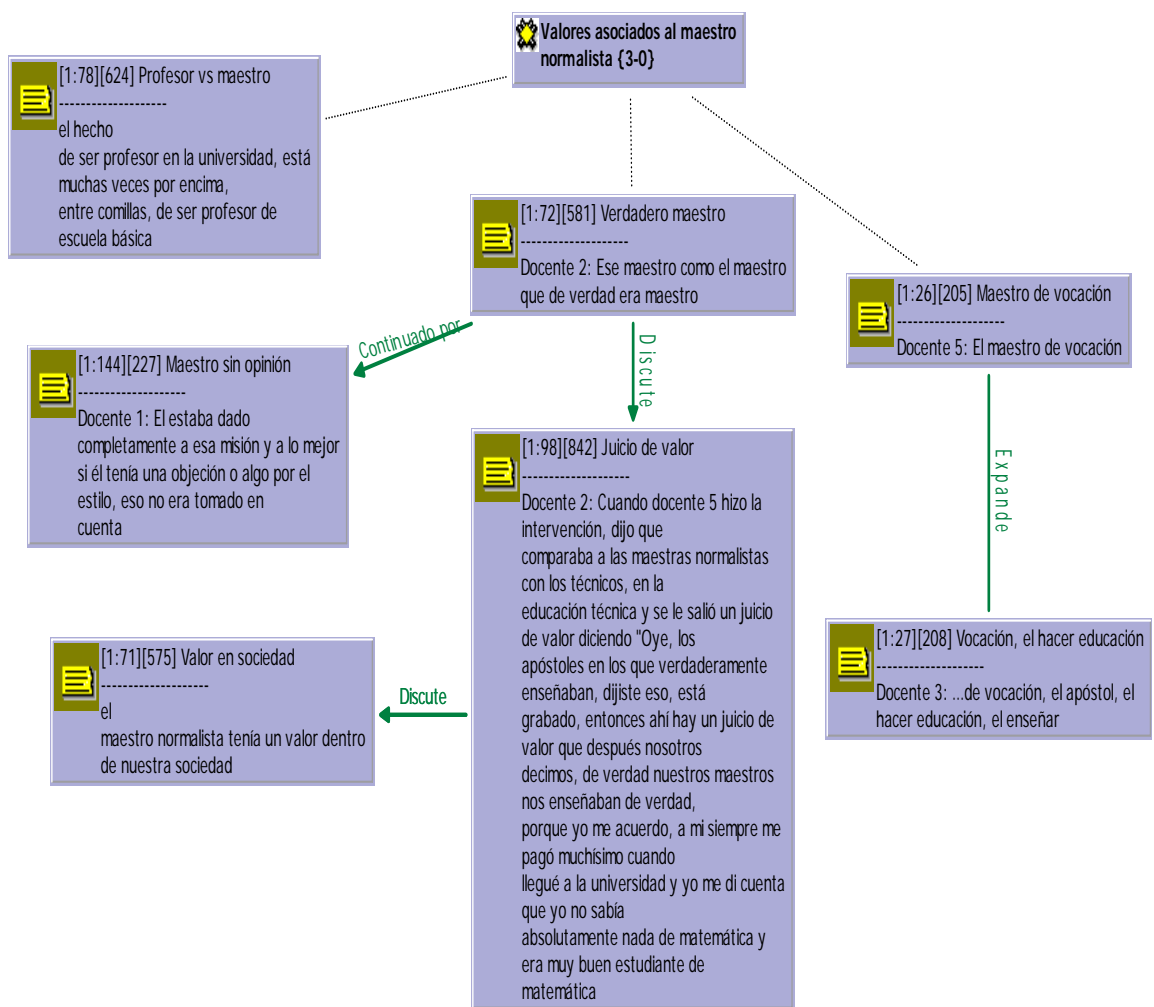 Valores asociados al maestro
normalista {3-0}
[1:78][624] Profesor vs maestro
--------------------
el hecho
de ser profesor en la universidad, está
muchas veces por encima,
entre comillas, de ser profesor de
escuela básica
[1:72][581] Verdadero maestro
--------------------
Docente 2: Ese maestro como el maestro
que de verdad era maestro
[1:26][205] Maestro de vocación
--------------------
Docente 5: El maestro de vocación
Continuado por
Discute
Expande
[1:144][227] Maestro sin opinión
--------------------
Docente 1: El estaba dado
completamente a esa misión y a lo mejor
si él tenía una objeción o algo por el
estilo, eso no era tomado en
cuenta
[1:98][842] Juicio de valor
--------------------
Docente 2: Cuando docente 5 hizo la
intervención, dijo que
comparaba a las maestras normalistas
con los técnicos, en la
educación técnica y se le salió un juicio
de valor diciendo "Oye, los
apóstoles en los que verdaderamente
enseñaban, dijiste eso, está
grabado, entonces ahí hay un juicio de
valor que después nosotros
decimos, de verdad nuestros maestros
nos enseñaban de verdad,
porque yo me acuerdo, a mi siempre me
pagó muchísimo cuando
llegué a la universidad y yo me di cuenta
que yo no sabía
absolutamente nada de matemática y
era muy buen estudiante de
matemática
[1:71][575] Valor en sociedad
--------------------
el
maestro normalista tenía un valor dentro
de nuestra sociedad
Discute
[1:27][208] Vocación, el hacer educación
--------------------
Docente 3: ...de vocación, el apóstol, el
hacer educación, el enseñar